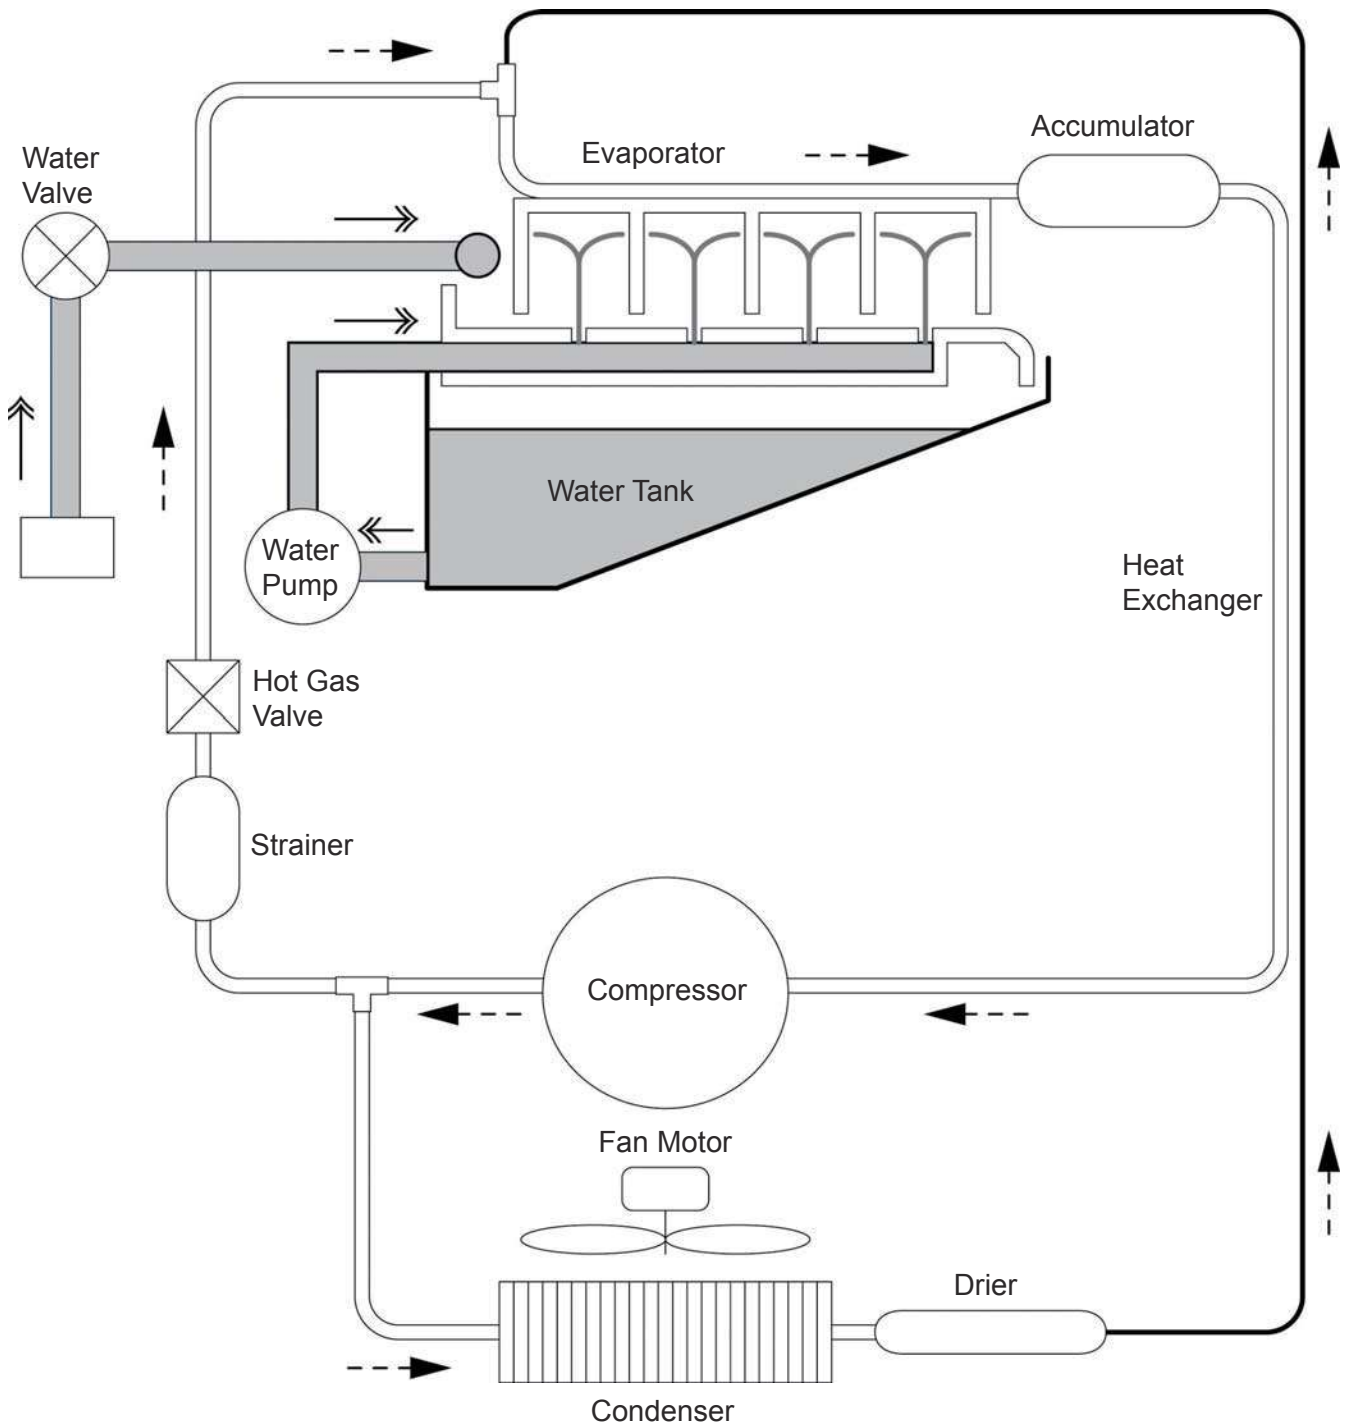 Accumulator
Evaporator
Water
Valve
Water Tank
Water
Pump
Heat
Exchanger
Hot Gas
Valve
Strainer
Compressor
Fan Motor
Drier
Condenser